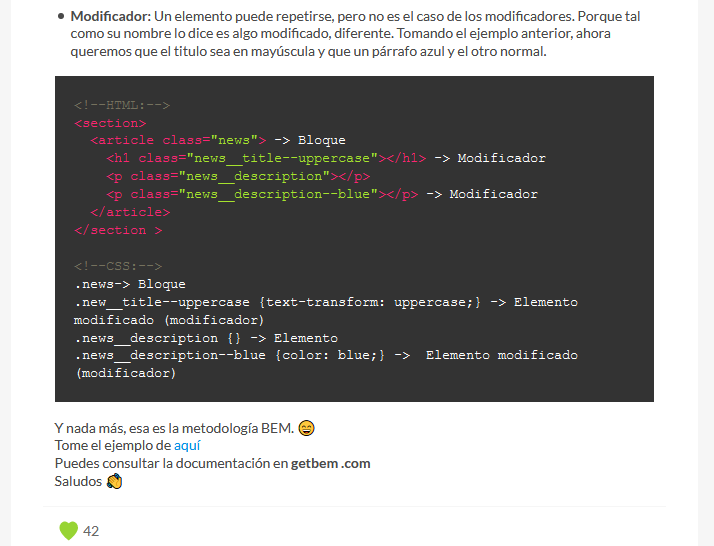 Modificador: Un elemento puede repetirse, pero no es el caso de los modificadores. Porque tal
como su nombre lo dice es algo modificado, diferente. Tomando el ejemplo anterior, ahora
queremos que el titulo sea en mayúscula y que un párrafo azul y el otro normal.
<!--HTML:-->
<section>
<article class="news"> -> Bloque
<h1 class="news__title--uppercase"></h1> -> Modificador
<p class="news__description"></p>
<p class="news__description--blue"></p> -> Modificador
</article>
</section >
<!--CSS:-->
.news-> Bloque
.new__title--uppercase {text-transform: uppercase;} -> Elemento
modificado (modificador)
.news__description {} -> Elemento
.news__description--blue {color: blue;} ->  Elemento modificado
(modificador)
Y nada más, esa es la metodología BEM. 😄
Tome el ejemplo de aquí
Puedes consultar la documentación en getbem .com
Saludos 👏
42